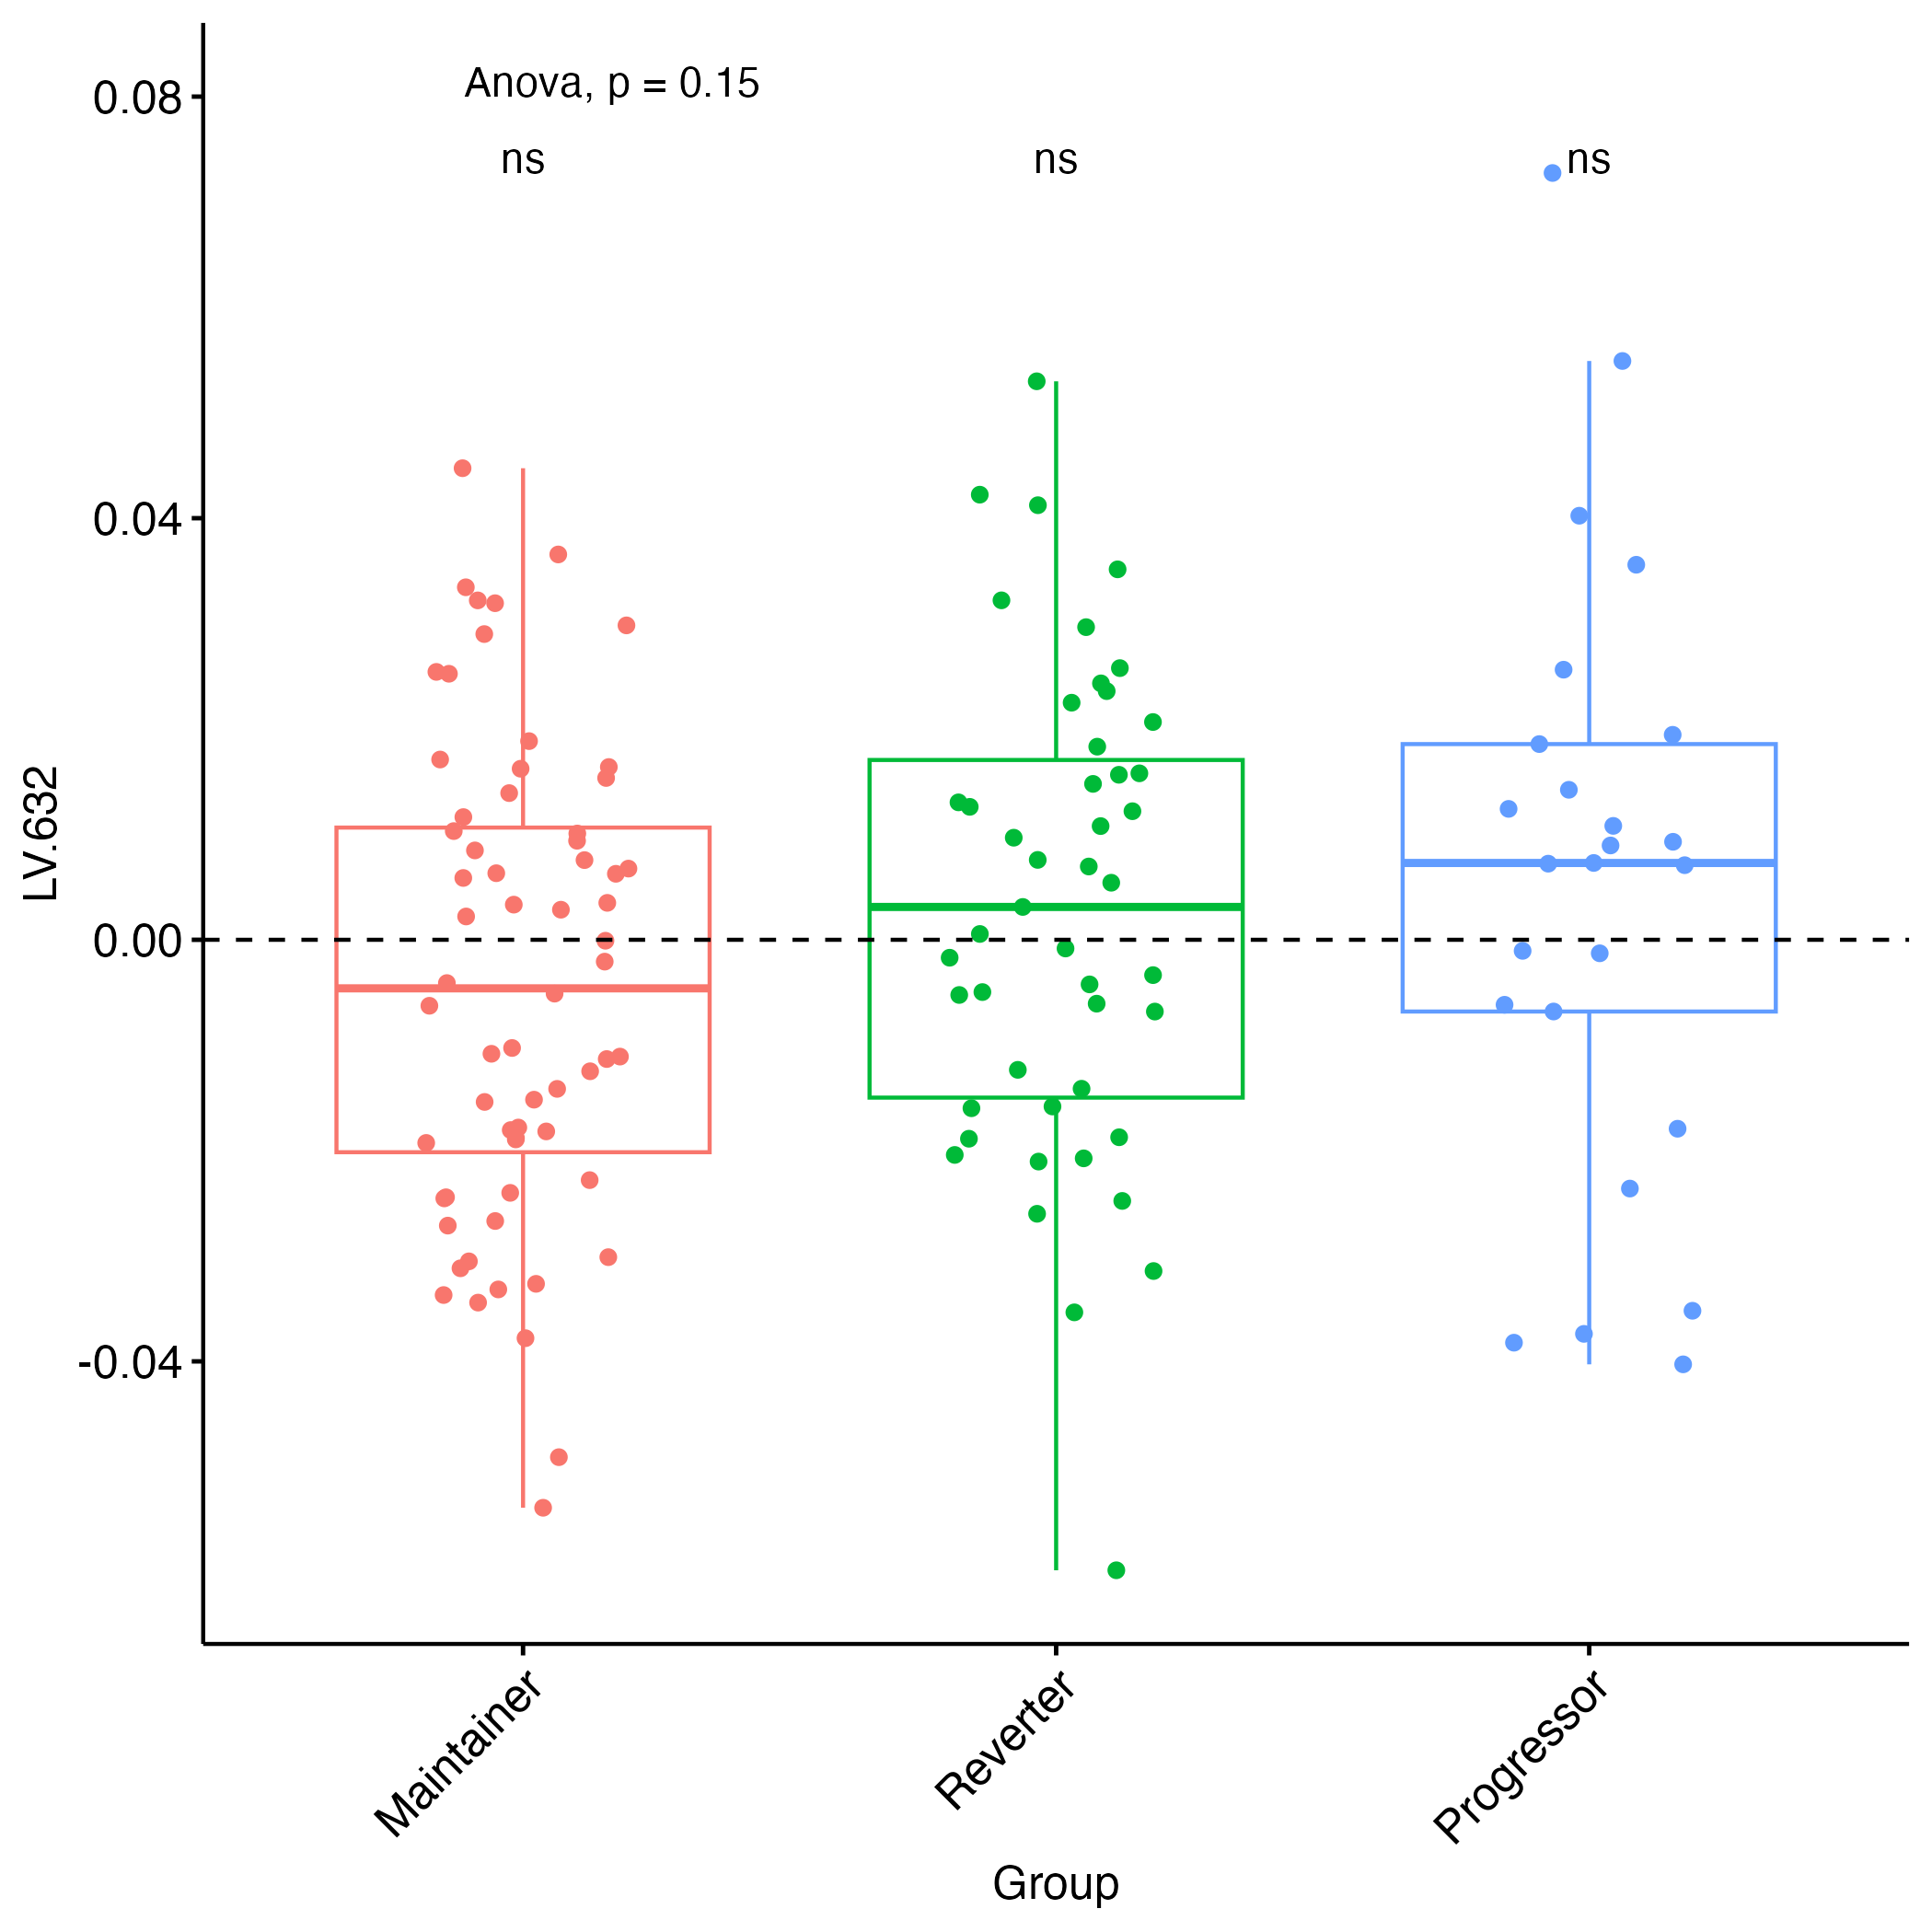 Anova, p = 0.15
ns ns ns
0.08
0.04
0.00
-0.04
LV.632
Maintainer Reverter Progressor
Group